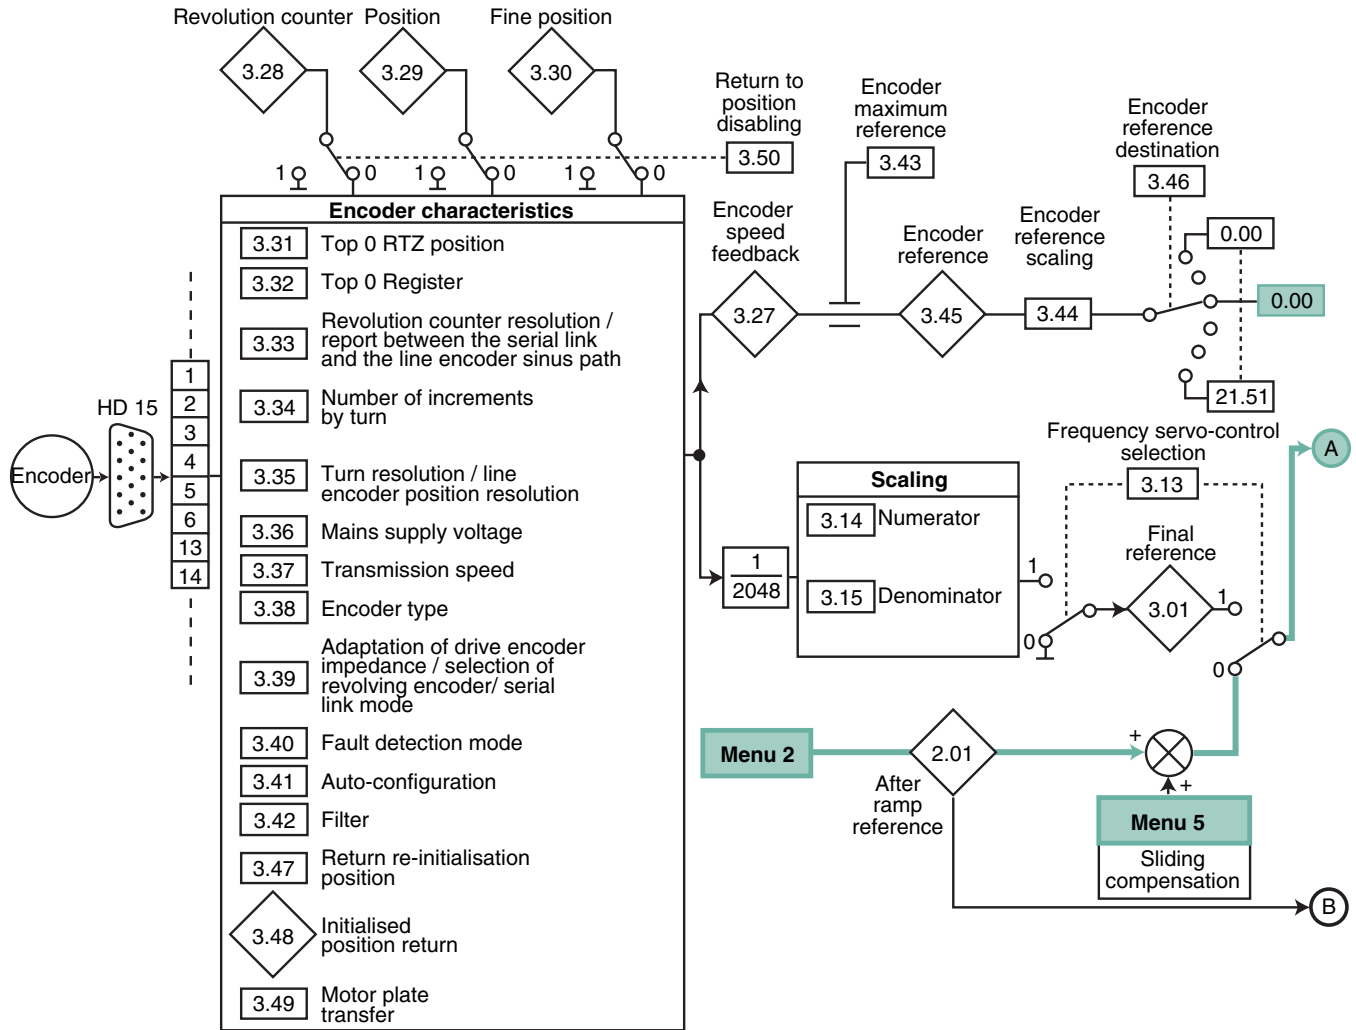 Revolution counter
Position
Fine position
3.28
3.29
3.30
Return to
position
disabling
3.50
Encoder
maximum
reference
3.43
Encoder
reference
destination
3.46
1
0
1
0
1
0
Encoder characteristics
3.31 Top 0 RTZ position
3.32 Top 0 Register
3.33 Revolution counter resolution /
report between the serial link
and the line encoder sinus path
3.34 Number of increments
by turn
3.35 Turn resolution / line
encoder position resolution
3.36 Mains supply voltage
3.37 Transmission speed
3.38 Encoder type
3.39 Adaptation of drive encoder
impedance / selection of
revolving encoder/ serial
link mode
3.40 Fault detection mode
3.41 Auto-configuration
3.42 Filter
3.47 Return re-initialisation
position
3.48 Initialised
position return
3.49 Motor plate
transfer
Encoder
HD 15
1
2
3
4
5
6
13
14
Encoder
speed
feedback
3.27
Encoder
reference
3.45
Encoder
reference
scaling
3.44
0.00
0.00
21.51
Frequency servo-control
selection
3.13
A
1
2048
Scaling
3.14 Numerator
3.15 Denominator
1
0
Final
reference
3.01
1
0
Menu 2
2.01
After
ramp
reference
+
+
Menu 5
Sliding
compensation
B